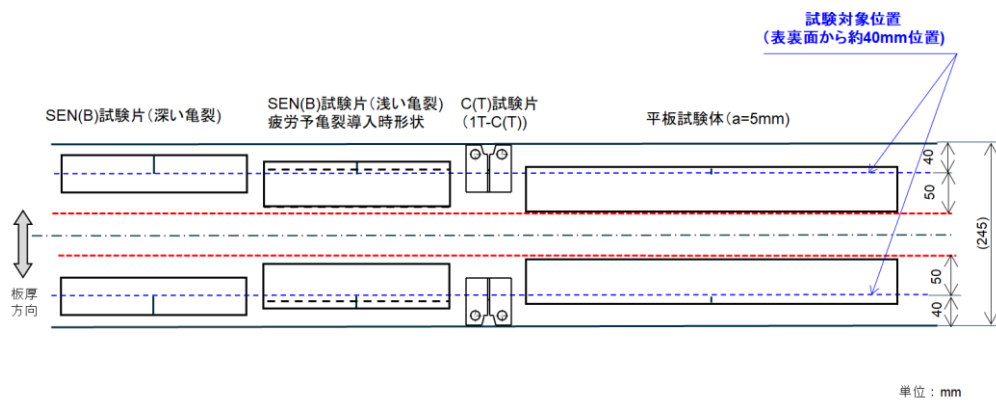 試験対象位置
(表裏面から約40mm位置)
SEN(B)試験片(深い亀裂)
SEN(B)試験片(浅い亀裂)
疲労予亀裂導入時形状
C(T)試験片
(1T-C(T))
平板試験体(a=5mm)
40
50
(245)
50
40
板厚
方向
単位:mm